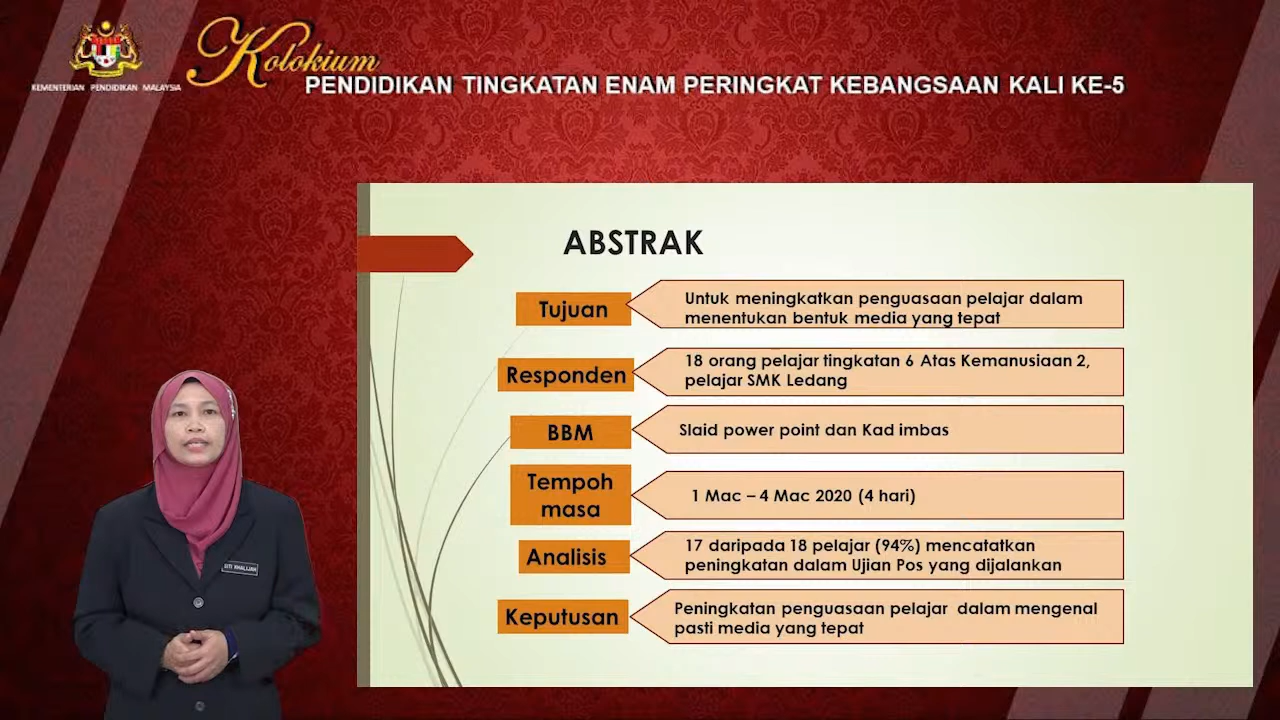 KEMENTERIAN PENDIDIKAN MALAYSIA
Kolokium
PENDIDIKAN TINGKATAN ENAM PERINGKAT KEBANGSAAN KALI KE-5
ABSTRAK
Tujuan
Untuk meningkatkan penguasaan pelajar dalam
menentukan bentuk media yang tepat
Responden
18 orang pelajar tingkatan 6 Atas Kemanusiaan 2,
pelajar SMK Ledang
BBM
Slaid power point dan Kad imbas
Tempoh
masa
1 Mac – 4 Mac 2020 (4 hari)
Analisis
17 daripada 18 pelajar (94%) mencatatkan
peningkatan dalam Ujian Pos yang dijalankan
Keputusan
Peningkatan penguasaan pelajar dalam mengenal
pasti media yang tepat
SITI KHALIJAH